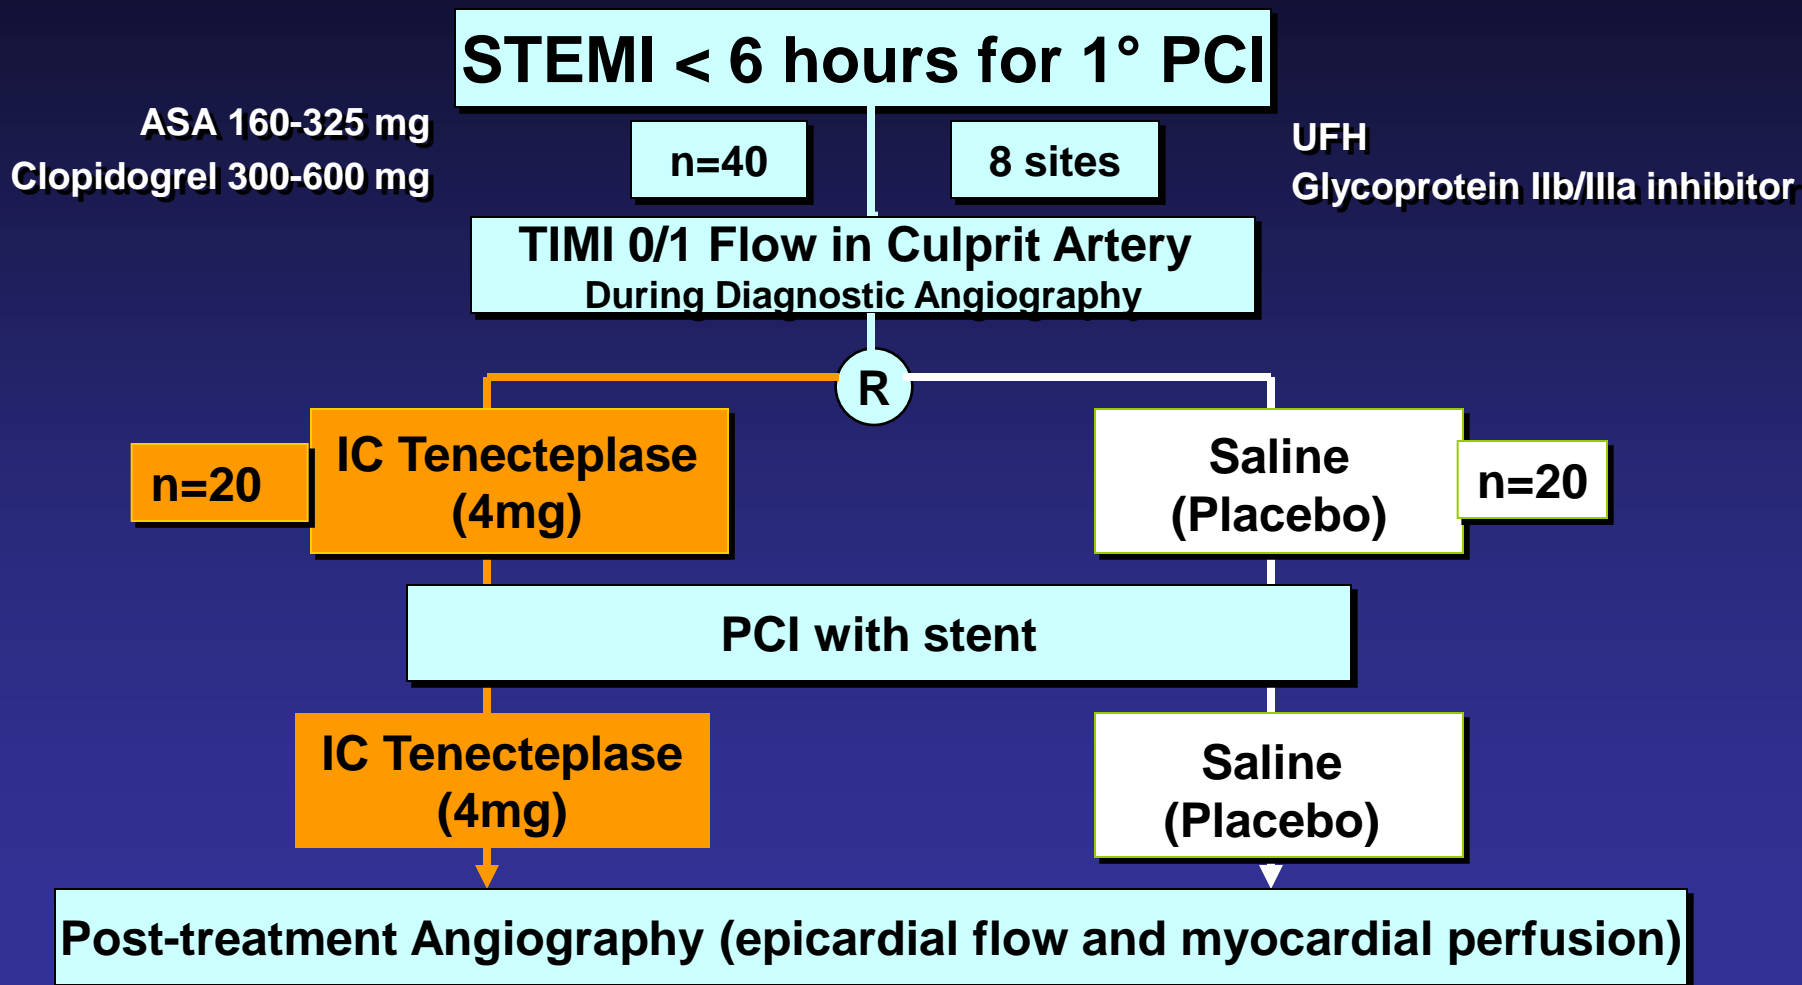 STEMI < 6 hours for 1° PCI
ASA 160-325 mg
Clopidogrel 300-600 mg
n=40
8 sites
UFH
Glycoprotein IIb/IIIa inhibitor
TIMI 0/1 Flow in Culprit Artery
During Diagnostic Angiography
R
n=20
IC Tenecteplase
(4mg)
Saline
(Placebo)
n=20
PCI with stent
IC Tenecteplase
(4mg)
Saline
(Placebo)
Post-treatment Angiography (epicardial flow and myocardial perfusion)